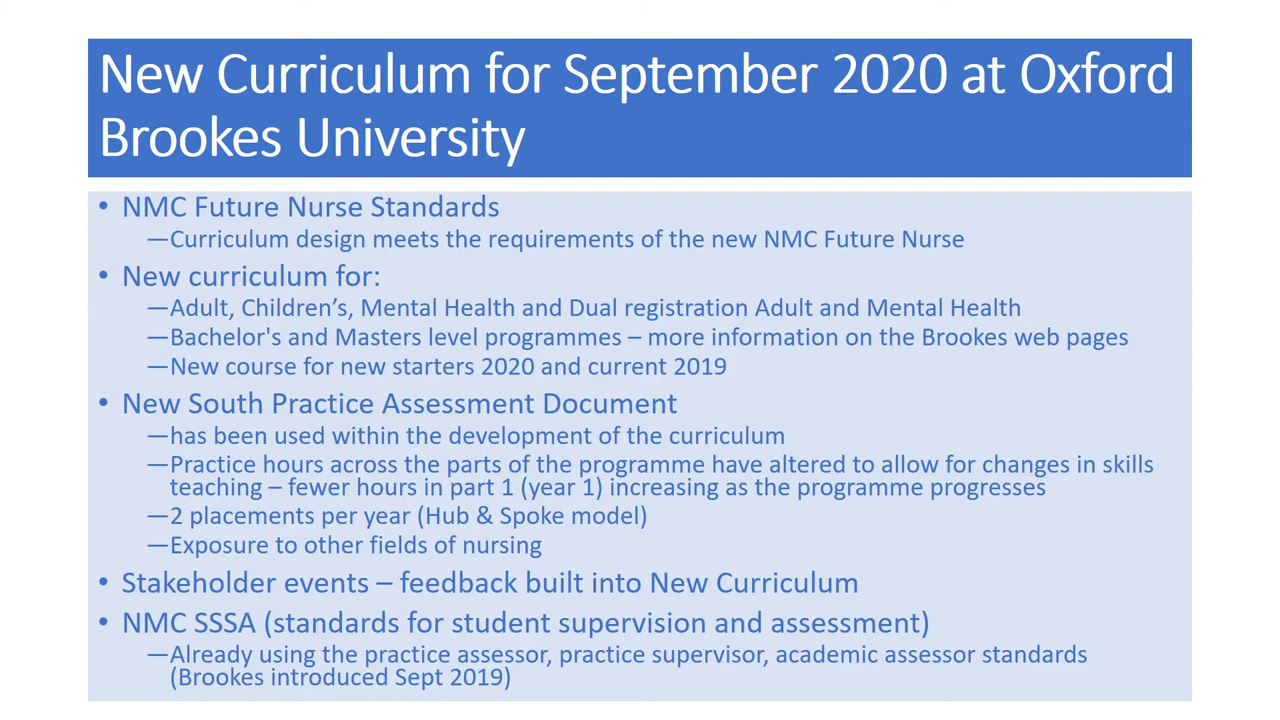 New Curriculum for September 2020 at Oxford
Brookes University
• NMC Future Nurse Standards
—Curriculum design meets the requirements of the new NMC Future Nurse
• New curriculum for:
—Adult, Children’s, Mental Health and Dual registration Adult and Mental Health
—Bachelor's and Masters level programmes – more information on the Brookes web pages
—New course for new starters 2020 and current 2019
• New South Practice Assessment Document
—has been used within the development of the curriculum
—Practice hours across the parts of the programme have altered to allow for changes in skills
teaching – fewer hours in part 1 (year 1) increasing as the programme progresses
—2 placements per year (Hub & Spoke model)
—Exposure to other fields of nursing
• Stakeholder events – feedback built into New Curriculum
• NMC SSSA (standards for student supervision and assessment)
—Already using the practice assessor, practice supervisor, academic assessor standards
(Brookes introduced Sept 2019)